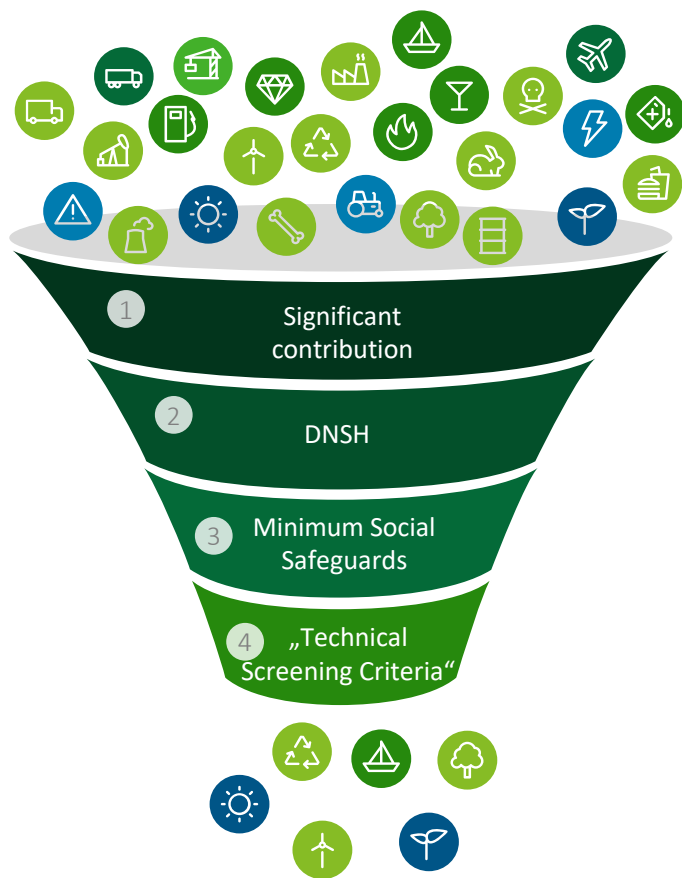 1
Significant
contribution
2
DNSH
3
Minimum Social
Safeguards
4
„Technical
Screening Criteria“